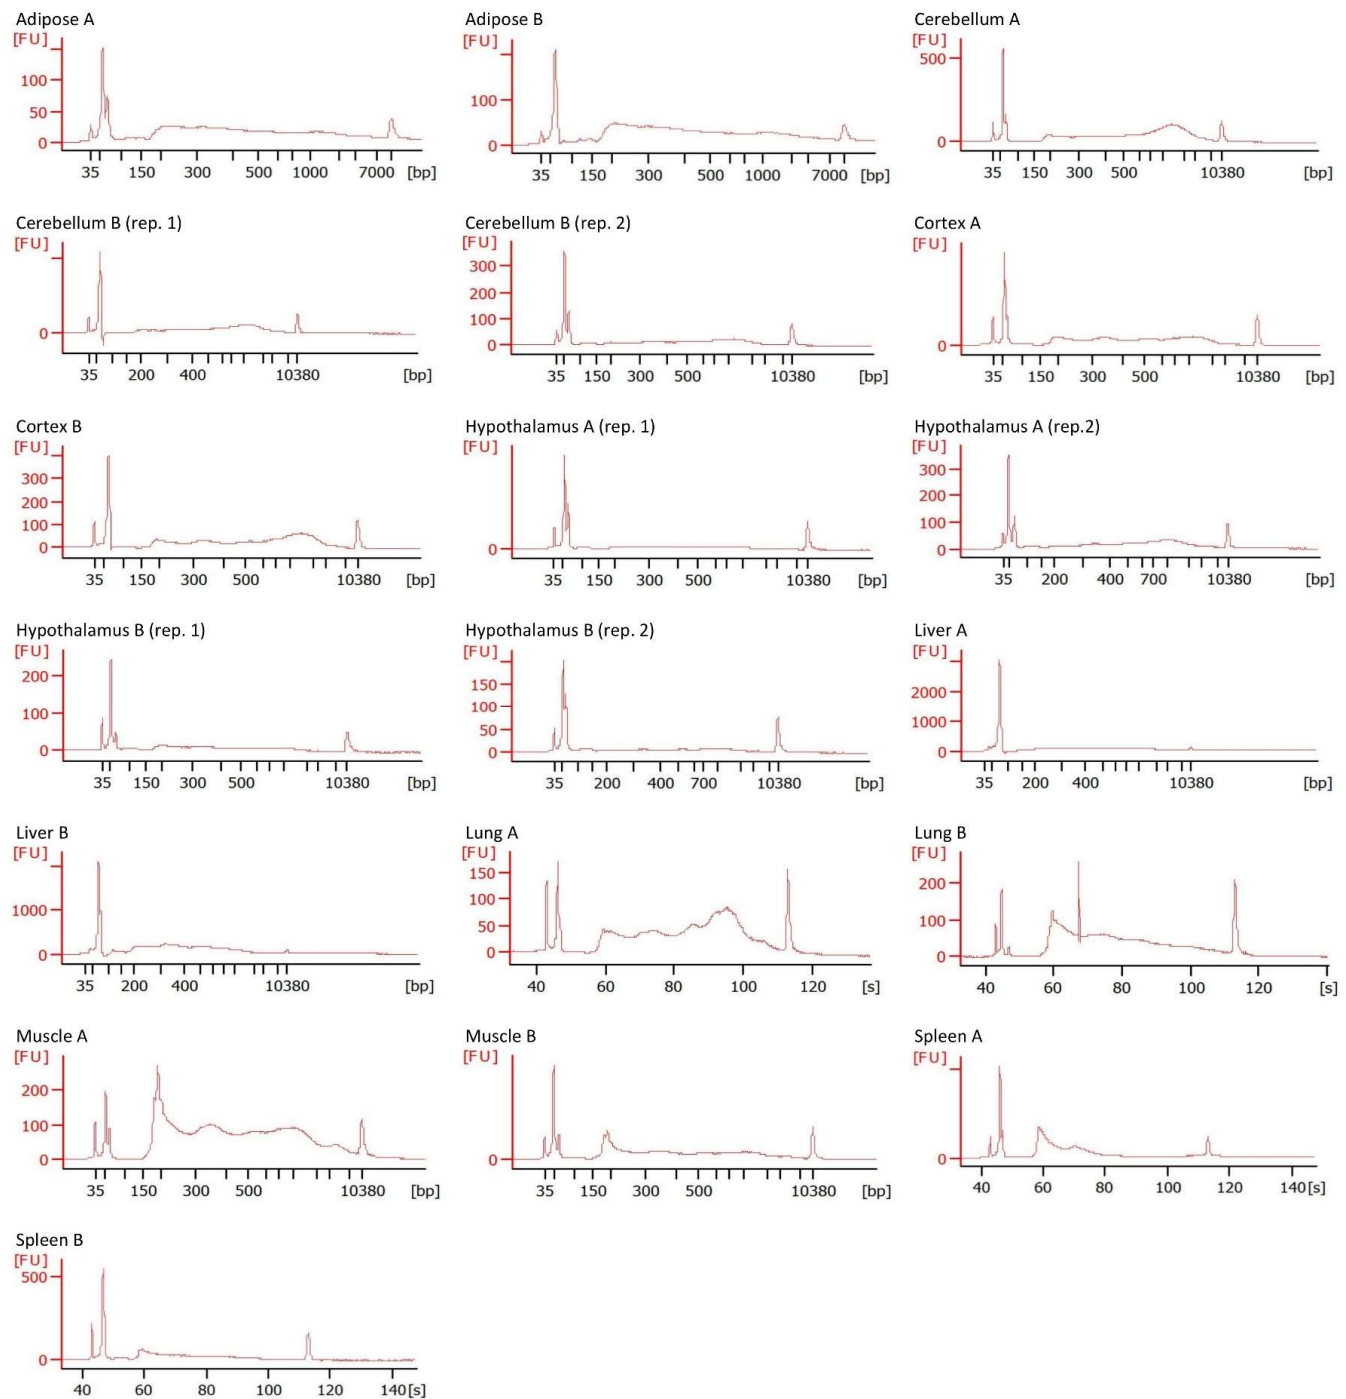 Adipose A
[FU]
100
50
0
35 150 300 500 1000 7000 [bp]
Adipose B
[FU]
100
0
35 150 300 500 1000 7000 [bp]
Cerebellum A
[FU]
500
0
35 150 300 500 10380 [bp]
Cerebellum B (rep. 1)
[FU]
0
35 200 400 10380 [bp]
Cerebellum B (rep. 2)
[FU]
300
200
100
0
35 150 300 500 10380 [bp]
Cortex A
[FU]
0
35 150 300 500 10380 [bp]
Cortex B
[FU]
300
200
100
0
35 150 300 500 10380 [bp]
Hypothalamus A (rep. 1)
[FU]
0
35 150 300 500 10380 [bp]
Hypothalamus A (rep.2)
[FU]
300
200
100
0
35 200 400 700 10380 [bp]
Hypothalamus B (rep. 1)
[FU]
200
100
0
35 150 300 500 10380 [bp]
Hypothalamus B (rep. 2)
[FU]
150
100
50
0
35 200 400 700 10380 [bp]
Liver A
[FU]
2000
1000
0
35 200 400 10380 [bp]
Liver B
[FU]
1000
0
35 200 400 10380 [bp]
Lung A
[FU]
150
100
50
0
40 60 80 100 120 [s]
Lung B
[FU]
200
100
0
40 60 80 100 120 [s]
Muscle A
[FU]
200
100
0
35 150 300 500 10380 [bp]
Muscle B
[FU]
0
35 150 300 500 10380 [bp]
Spleen A
[FU]
0
40 60 80 100 120 140[s]
Spleen B
[FU]
500
0
40 60 80 100 120 140[s]